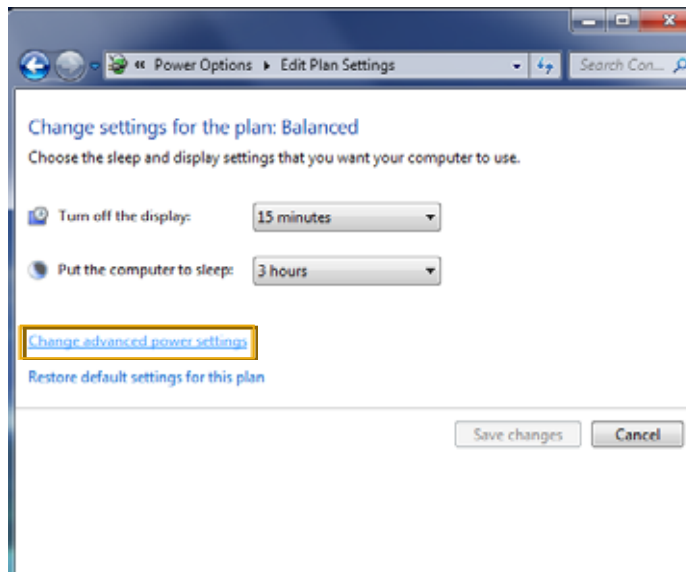 « Power Options ▸ Edit Plan Settings
Search Con...
Change settings for the plan: Balanced
Choose the sleep and display settings that you want your computer to use.
Turn off the display: 15 minutes
Put the computer to sleep: 3 hours
Change advanced power settings
Restore default settings for this plan
Save changes Cancel